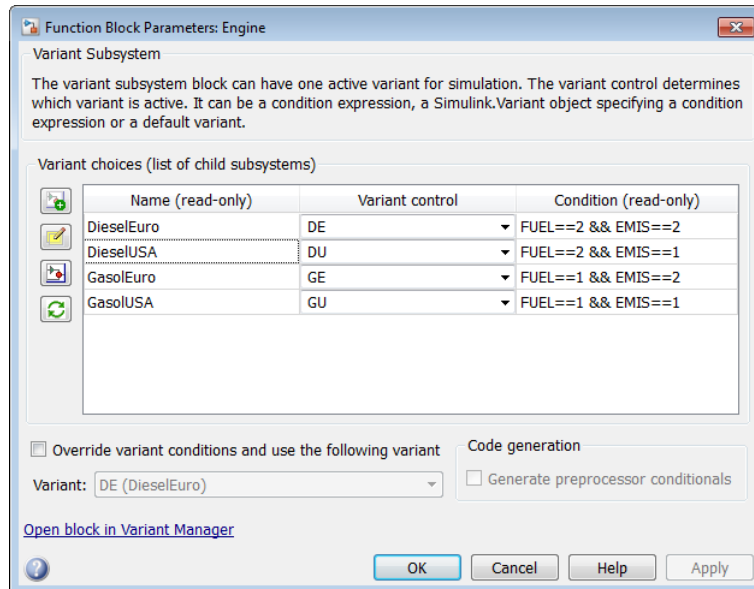 Function Block Parameters: Engine
Variant Subsystem
The variant subsystem block can have one active variant for simulation. The variant control determines
which variant is active. It can be a condition expression, a Simulink.Variant object specifying a condition
expression or a default variant.
Variant choices (list of child subsystems)
Name (read-only) Variant control Condition (read-only)
DieselEuro DE FUEL==2 && EMIS==2
DieselUSA DU FUEL==2 && EMIS==1
GasolEuro GE FUEL==1 && EMIS==2
GasolUSA GU FUEL==1 && EMIS==1
Override variant conditions and use the following variant
Variant: DE (DieselEuro)
Code generation
Generate preprocessor conditionals
Open block in Variant Manager
OK Cancel Help Apply